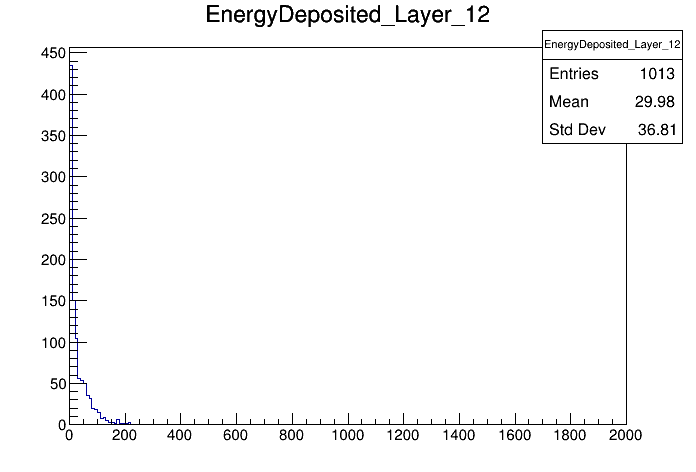 EnergyDeposited_Layer_12
EnergyDeposited_Layer_12
Entries 1013
Mean 29.98
Std Dev 36.81
450
400
350
300
250
200
150
100
50
0
0 200 400 600 800 1000 1200 1400 1600 1800 2000